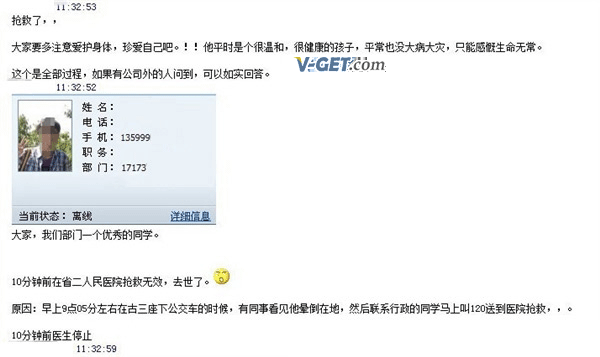 11:32:53
抢救了，，
大家要多注意爱护身体，珍爱自己吧。！！他平时是个很温和，很健康的孩子，平常也没大病大灾，只能感慨生命无常。
V-GET.com
这个是全部过程，如果有公司外的人问到，可以如实回答。
11:32:52
姓 名：
电 话：
手 机： 135999
职 务：
部 门： 17173
当前状态： 离线 详细信息
大家，我们部门一个优秀的同学。
10分钟前在省二人民医院抢救无效，去世了。
原因：早上9点05分左右在古三座下公交车的时候，有同事看见他晕倒在地，然后联系行政的同学马上叫120送到医院抢救，，。
10分钟前医生停止
11:32:59